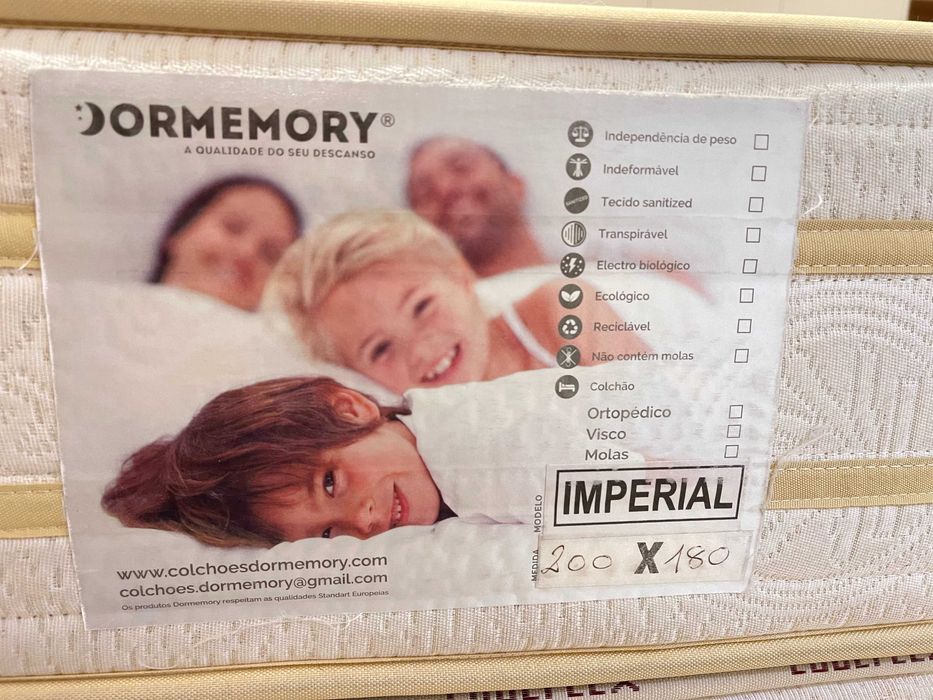 DORMEMORY®
A QUALIDADE DO SEU DESCANSO
Independência de peso
Indeformável
SANITIZED
Tecido sanitized
Transpirável
Electro biológico
Ecológico
Reciclável
Não contém molas
Colchão
Ortopédico
Visco
Molas
MODELO
IMPERIAL
MEDIDA
200 X 180
www.colchoesdormemory.com
colchoes.dormemory@gmail.com
Os produtos Dormemory respeitam as qualidades Standart Europeias